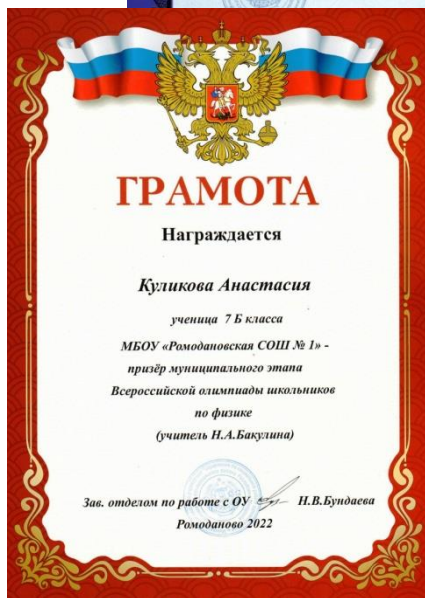 ГРАМОТА
Награждается
Куликова Анастасия
ученица 7 Б класса
МБОУ «Ромодановская СОШ № 1» -
призёр муниципального этапа
Всероссийской олимпиады школьников
по физике
(учитель Н.А.Бакулина)
Зав. отделом по работе с ОУ Н.В.Бундаева
Ромоданово 2022